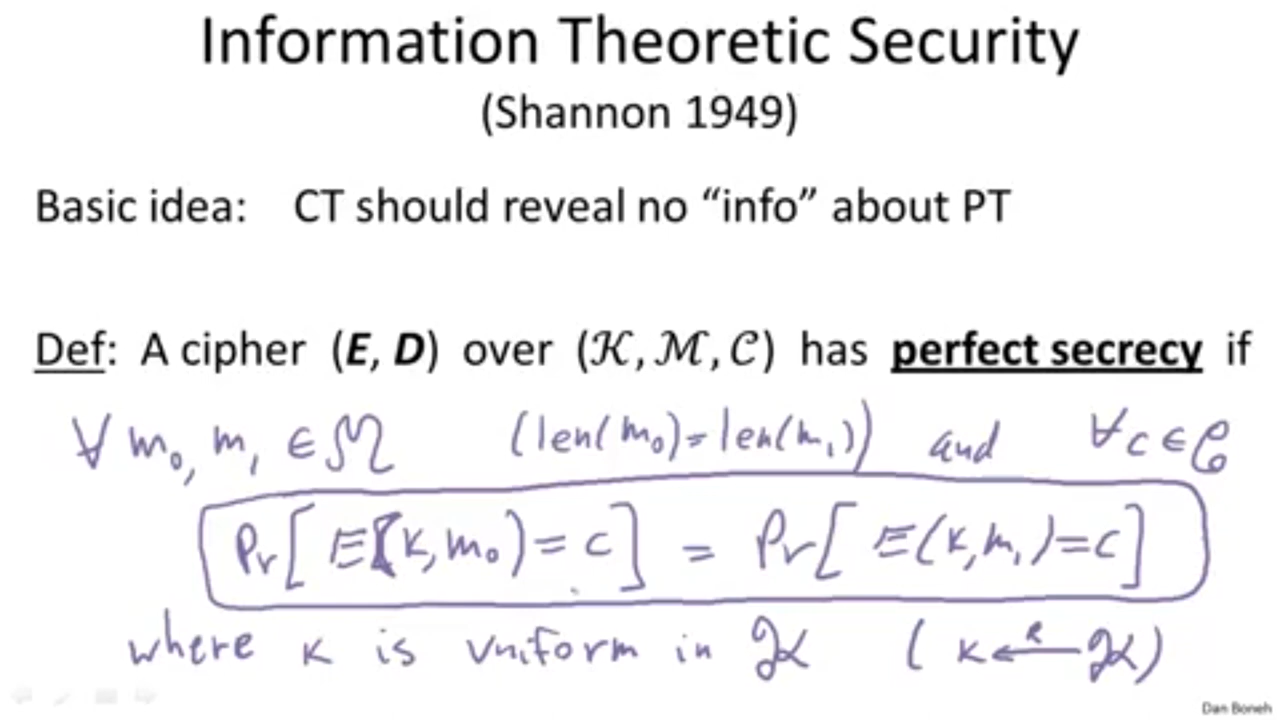 Information Theoretic Security
(Shannon 1949)
Basic idea: CT should reveal no “info” about PT
Def: A cipher (E, D) over (𝒦, ℳ, 𝒞) has perfect secrecy if
∀ m₀, m₁ ∈ ℳ (len(m₀)=len(m₁)) and ∀c∈𝒞
Pr[ E(k,m₀)=c ] = Pr[ E(k,m₁)=c ]
where k is uniform in 𝒦 ( k ←ᴿ 𝒦 )
Dan Boneh